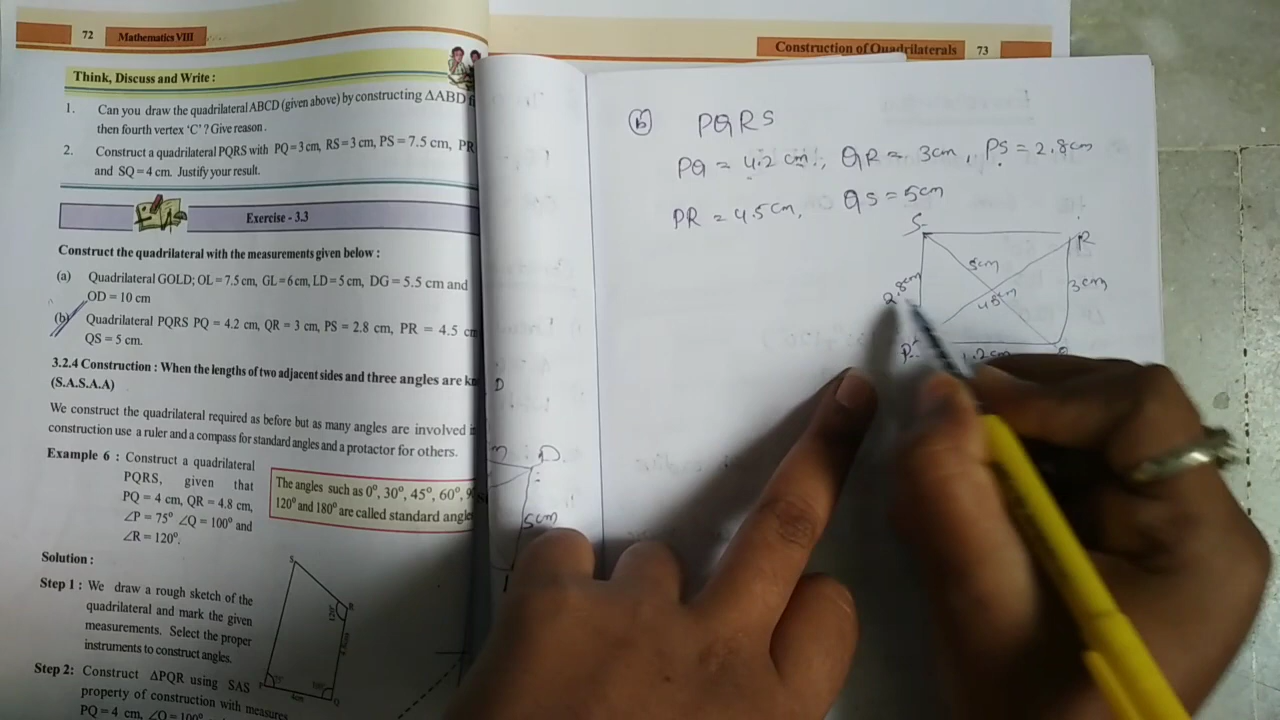 72 Mathematics VIII
Think, Discuss and Write :
1. Can you draw the quadrilateral ABCD (given above) by constructing ΔABD
then fourth vertex 'C' ? Give reason.
2. Construct a quadrilateral PQRS with PQ = 3 cm, RS = 3 cm, PS = 7.5 cm, PR
and SQ = 4 cm. Justify your result.
Exercise - 3.3
Construct the quadrilateral with the measurements given below :
(a) Quadrilateral GOLD; OL = 7.5 cm, GL = 6 cm, LD = 5 cm, DG = 5.5 cm and
OD = 10 cm
(b) Quadrilateral PQRS PQ = 4.2 cm, QR = 3 cm, PS = 2.8 cm, PR = 4.5 cm
QS = 5 cm.
3.2.4 Construction : When the lengths of two adjacent sides and three angles are
(S.A.S.A.A)
We construct the quadrilateral required as before but as many angles are involved
construction use a ruler and a compass for standard angles and a protactor for others.
Example 6 : Construct a quadrilateral
PQRS, given that
PQ = 4 cm, QR = 4.8 cm,
∠P = 75° ∠Q = 100° and
∠R = 120°.
The angles such as 0°, 30°, 45°, 60°,
120° and 180° are called standard
Solution :
Step 1 : We draw a rough sketch of the
quadrilateral and mark the given
measurements. Select the proper
instruments to construct angles.
Step 2: Construct ΔPQR using SAS
property of construction with
PQ = 4 cm,
S
R
120°
4cm
Q
Construction of Quadrilaterals 73
(b) PQRS
PQ = 4.2 cm, QR = 3cm, PS = 2.8cm
PR = 4.5cm, QS = 5cm
S
R
5cm
4.5cm
2.8cm
3cm
P
D
D
5cm